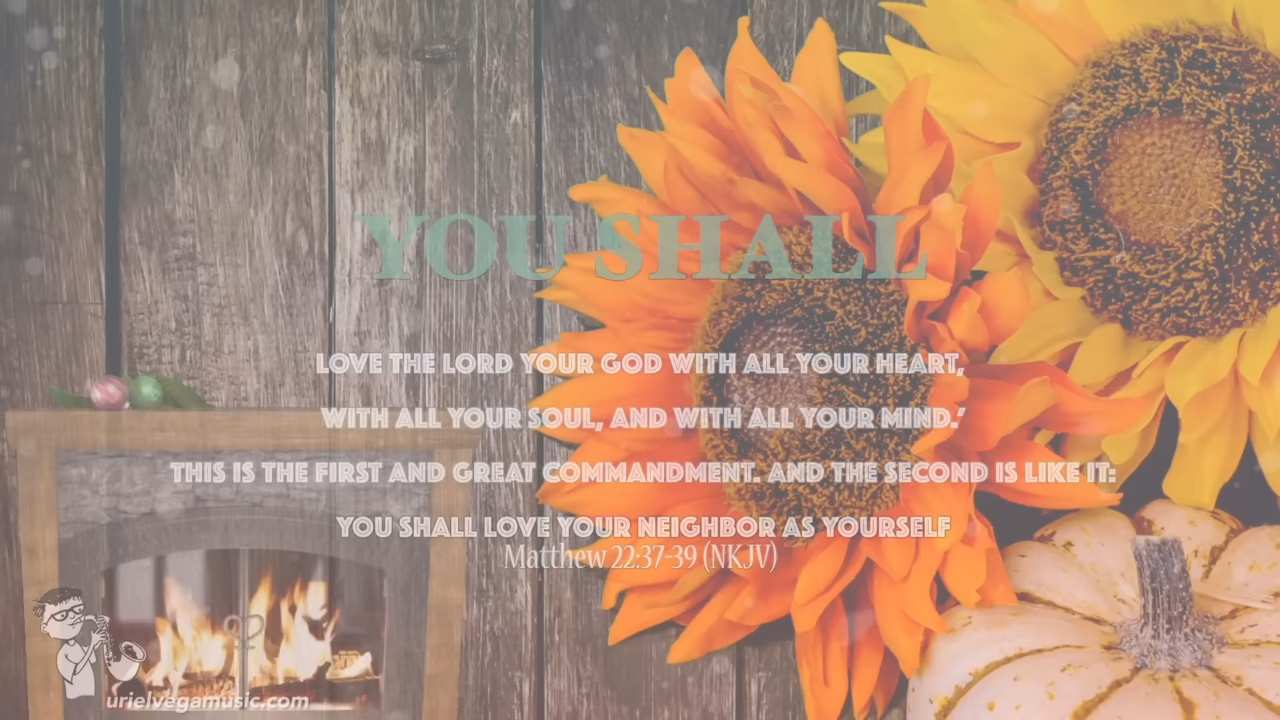 YOU SHALL
LOVE THE LORD YOUR GOD WITH ALL YOUR HEART,
WITH ALL YOUR SOUL, AND WITH ALL YOUR MIND.’
THIS IS THE FIRST AND GREAT COMMANDMENT. AND THE SECOND IS LIKE IT:
YOU SHALL LOVE YOUR NEIGHBOR AS YOURSELF
Matthew 22:37-39 (NKJV)
urielvegamusic.com